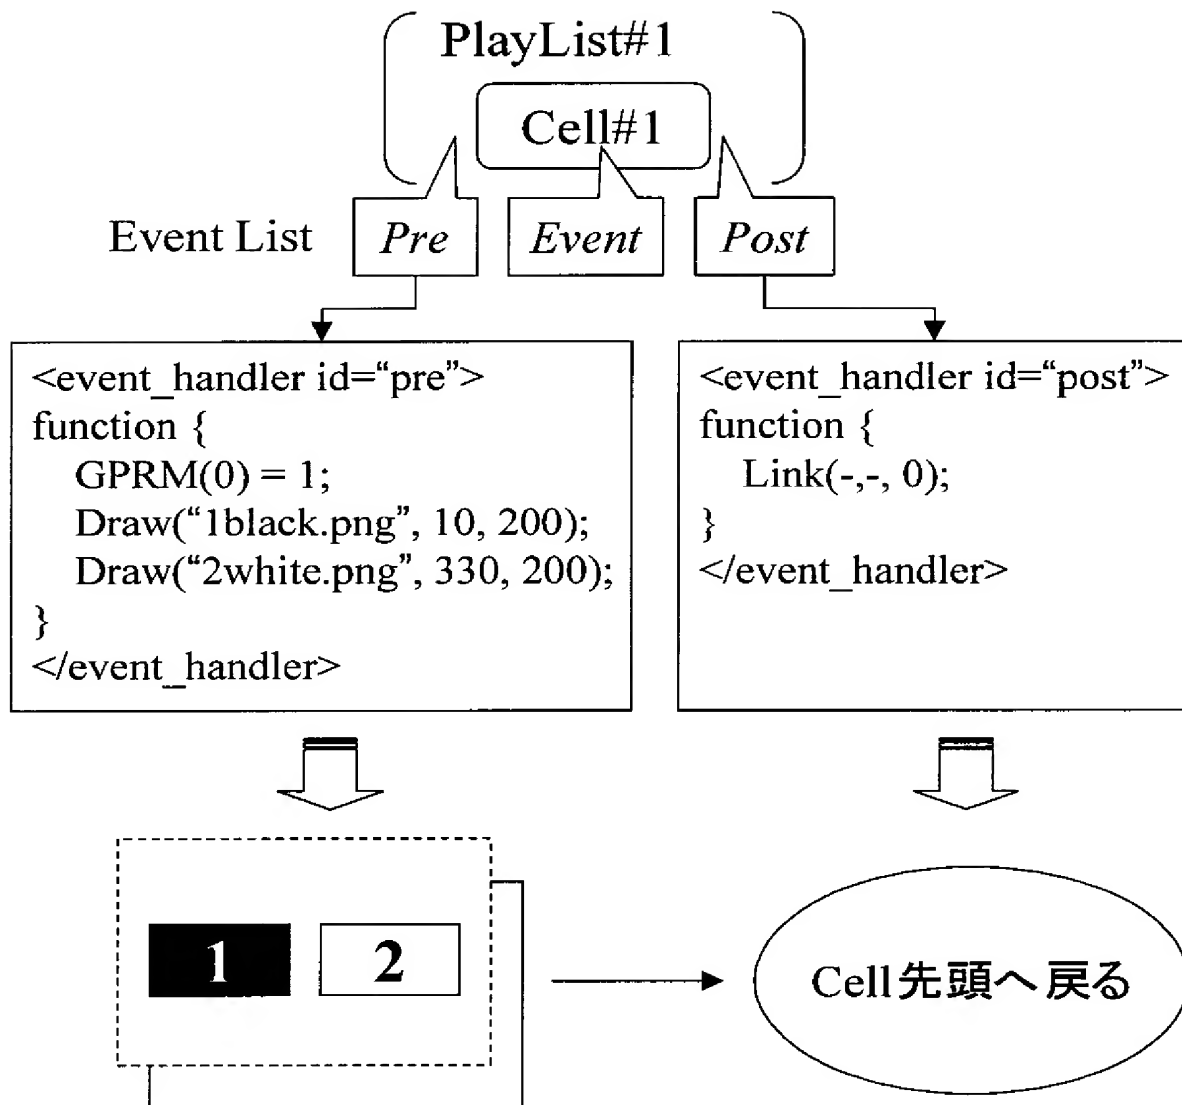 PlayList#1
Cell#1
Event List
Pre
Event
Post
<event_handler id=“pre”>
function {
GPRM(0) = 1;
Draw(“1black.png”, 10, 200);
Draw(“2white.png”, 330, 200);
}
</event_handler>
<event_handler id=“post”>
function {
Link(-,-, 0);
}
</event_handler>
1
2
Cell先頭へ戻る